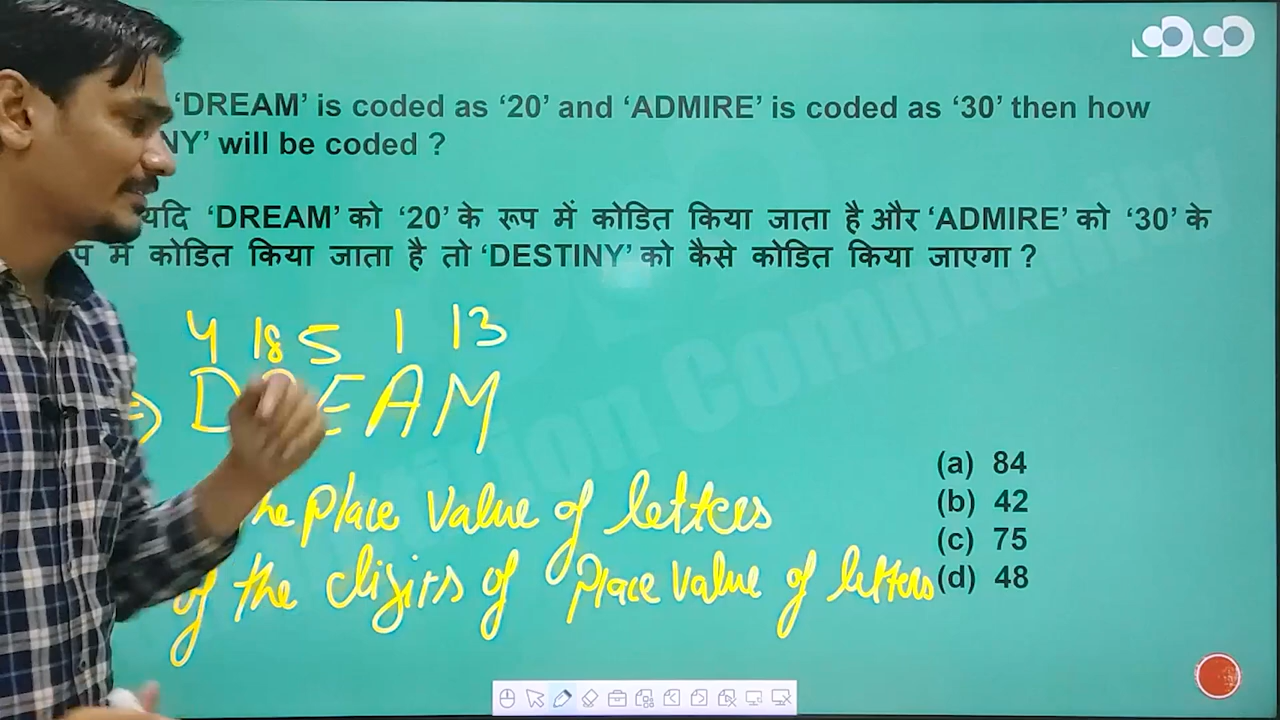 ‘DREAM’ is coded as ‘20’ and ‘ADMIRE’ is coded as ‘30’ then how
NY’ will be coded ?
यदि ‘DREAM’ को ‘20’ के रूप में कोडित किया जाता है और ‘ADMIRE’ को ‘30’ के
प में कोडित किया जाता है तो ‘DESTINY’ को कैसे कोडित किया जाएगा ?
4 18 5 1 13
D E A M
the place value of letters
of the digits of place value of letters
(a) 84
(b) 42
(c) 75
(d) 48